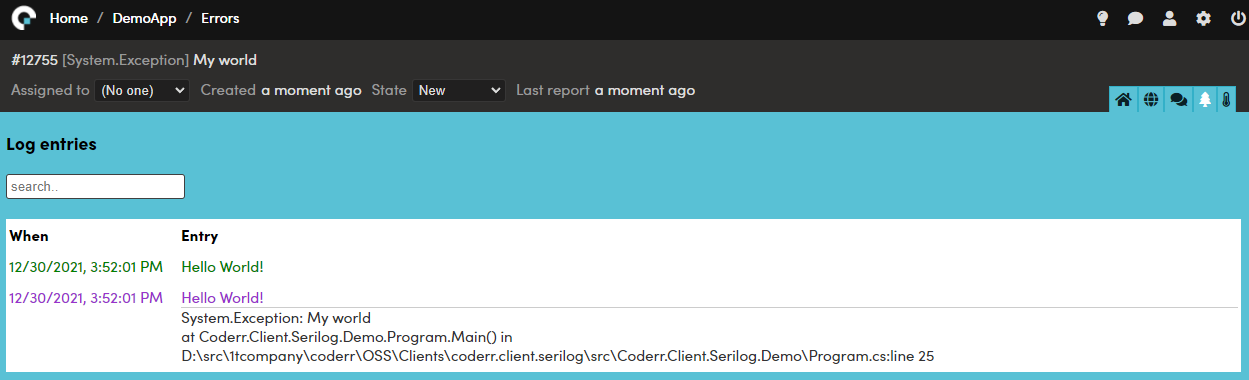 Home / DemoApp / Errors
#12755 [System.Exception] My world
Assigned to (No one) Created a moment ago State New Last report a moment ago
Log entries
search..
When Entry
12/30/2021, 3:52:01 PM Hello World!
12/30/2021, 3:52:01 PM Hello World!
System.Exception: My world
at Coderr.Client.Serilog.Demo.Program.Main() in
D:\src\1tcompany\coderr\OSS\Clients\coderr.client.serilog\src\Coderr.Client.Serilog.Demo\Program.cs:line 25